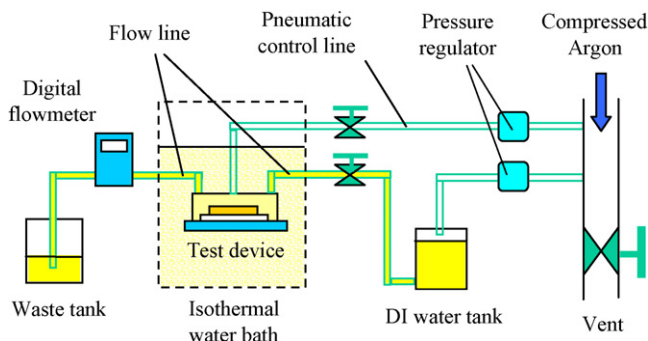 Flow line
Pneumatic
control line
Pressure
regulator
Compressed
Argon
Digital
flowmeter
Test device
Waste tank
Isothermal
water bath
DI water tank
Vent